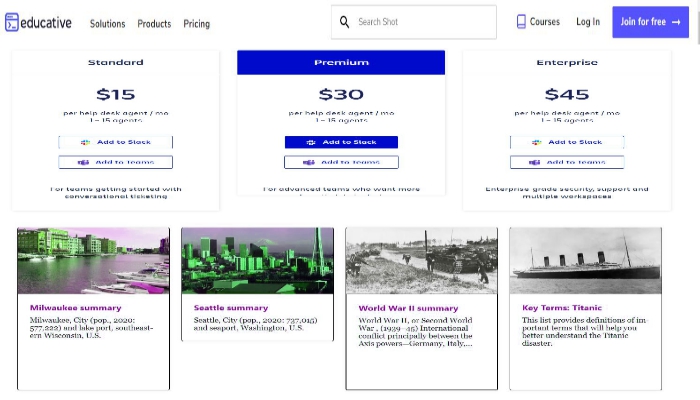 educative Solutions Products Pricing Search Shot Courses Log In Join for free →
Standard
$15
per help desk agent / mo
1 – 15 agents
Add to Slack
Add to Teams
For teams getting started with
conversational ticketing
Premium
$30
per help desk agent / mo
1 – 15 agents
Add to Slack
Add to Teams
For advanced teams who want more
Enterprise
$45
per help desk agent / mo
1 – 15 agents
Add to Slack
Add to Teams
Enterprise grade security, support and
multiple workspaces
Milwaukee summary
Milwaukee, City (pop., 2020:
577,222) and lake port, southeast-
ern Wisconsin, U.S.
Seattle summary
Seattle, City (pop., 2020: 737,015)
and seaport, Washington, U.S.
World War II summary
World War II, or Second World
War , (1939–45) International
conflict principally between the
Axis powers—Germany, Italy,...
Key Terms: Titanic
This list provides definitions of im-
portant terms that will help you
better understand the Titanic
disaster.